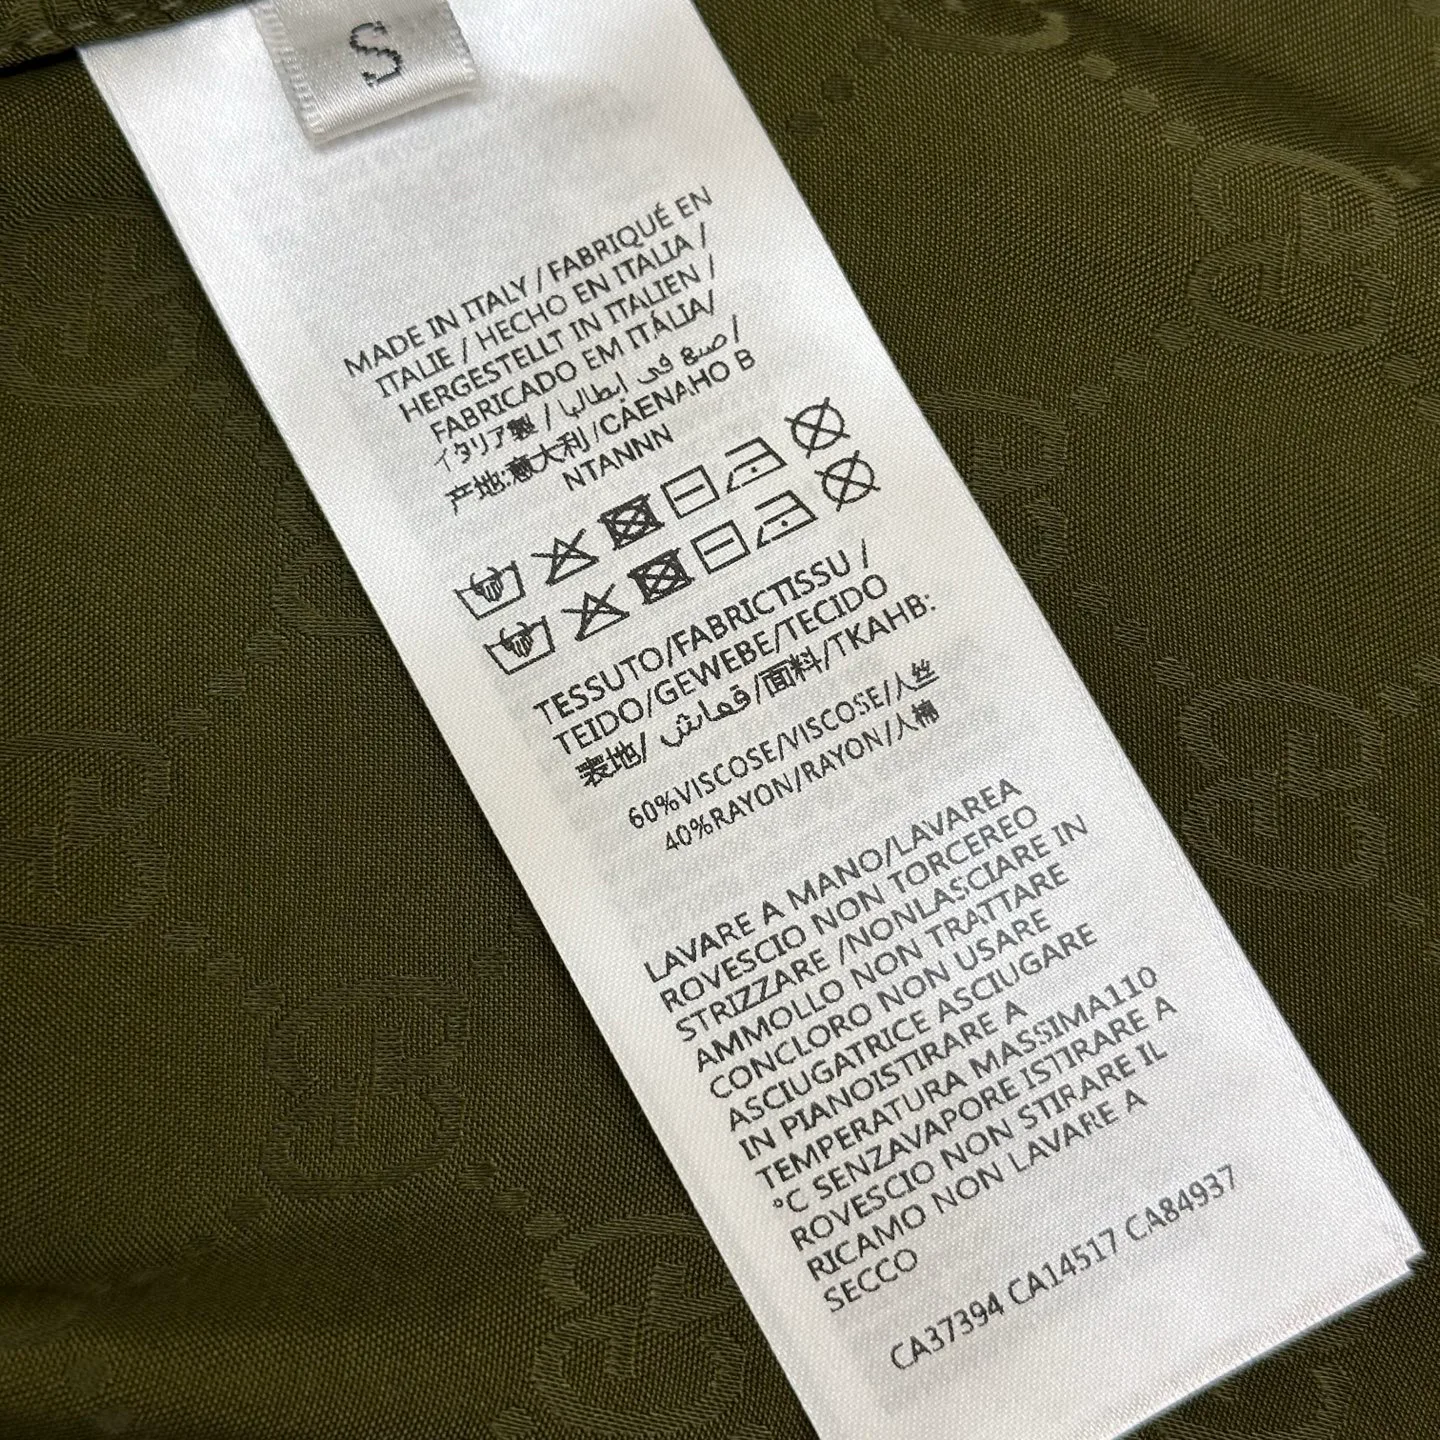 S
MADE IN ITALY / FABRIQUÉ EN
ITALIE / HECHO EN ITALIA /
HERGESTELLT IN ITALIEN /
FABRICADO EM ITÁLIA/
イタリア製 / صنع في إيطاليا /
产地:意大利 /CAENAHO B
NTANNN
TESSUTO/FABRICTISSU /
TEIDO/GEWEBE/TECIDO
表地/ قماش /面料/TKAHB:
60%VISCOSE/VISCOSE/人丝
40%RAYON/RAYON/人棉
LAVARE A MANO/LAVAREA
ROVESCIO NON TORCEREO
STRIZZARE /NONLASCIARE IN
AMMOLLO NON TRATTARE
CONCLORO NON USARE
ASCIUGATRICE ASCIUGARE
IN PIANOISTIRARE A
TEMPERATURA MASSIMA110
°C SENZAVAPORE ISTIRARE A
ROVESCIO NON STIRARE IL
RICAMO NON LAVARE A
SECCO
CA37394 CA14517 CA84937